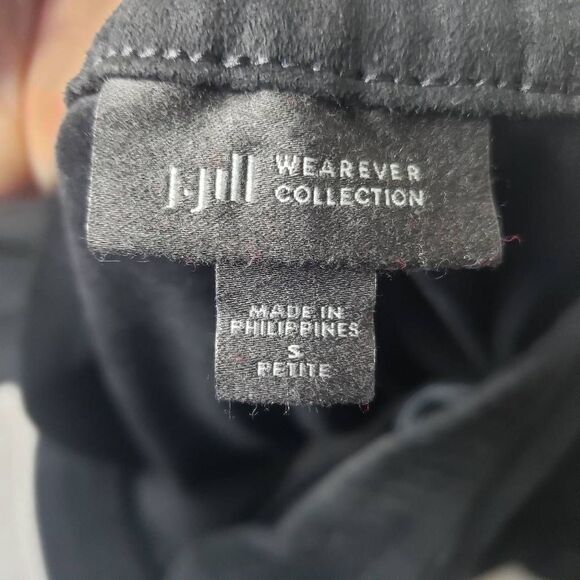 J.Jill WEAREVER
COLLECTION
MADE IN
PHILIPPINES
S
PETITE